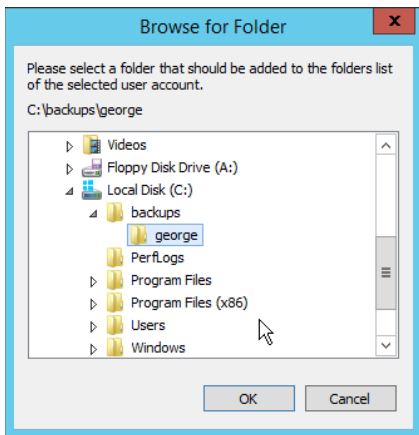 Browse for Folder
x
Please select a folder that should be added to the folders list
of the selected user account.
C:\backups\george
Videos
Floppy Disk Drive (A:)
Local Disk (C:)
backups
george
PerfLogs
Program Files
Program Files (x86)
Users
Windows
OK
Cancel